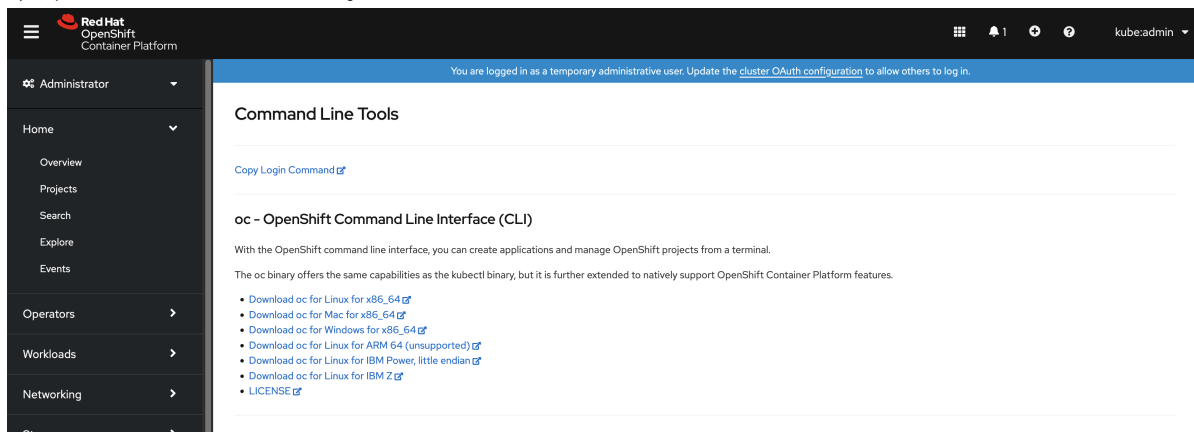 Red Hat
OpenShift
Container Platform
1
kube:admin
Administrator
You are logged in as a temporary administrative user. Update the cluster OAuth configuration to allow others to log in.
Home
Overview
Projects
Search
Explore
Events
Operators
Workloads
Networking
Command Line Tools
Copy Login Command
oc - OpenShift Command Line Interface (CLI)
With the OpenShift command line interface, you can create applications and manage OpenShift projects from a terminal.
The oc binary offers the same capabilities as the kubectl binary, but it is further extended to natively support OpenShift Container Platform features.
Download oc for Linux for x86_64
Download oc for Mac for x86_64
Download oc for Windows for x86_64
Download oc for Linux for ARM 64 (unsupported)
Download oc for Linux for IBM Power, little endian
Download oc for Linux for IBM Z
LICENSE